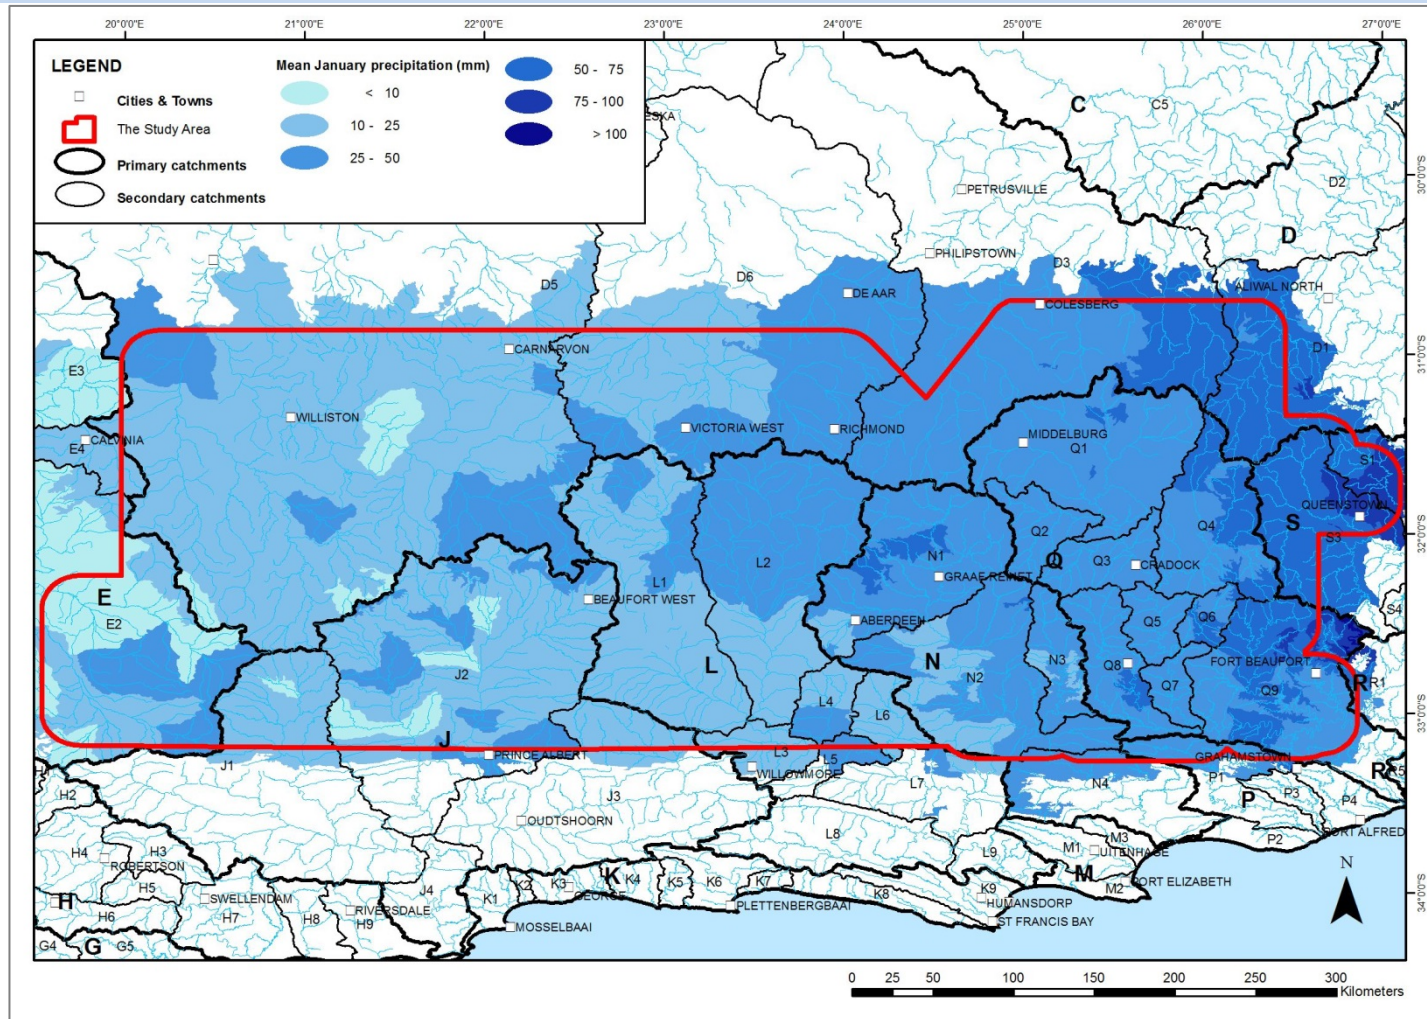 20°0'0"E 21°0'0"E 22°0'0"E 23°0'0"E 24°0'0"E 25°0'0"E 26°0'0"E 27°0'0"E
LEGEND
Cities & Towns
The Study Area
Primary catchments
Secondary catchments
Mean January precipitation (mm)
< 10
10 - 25
25 - 50
50 - 75
75 - 100
> 100
ESKA
C
C5
30°0'0"S
PETRUSVILLE
D2
D
PHILIPSTOWN
D3
D5
D6
DE AAR
ALIWAL NORTH
COLESBERG
D1
31°0'0"S
CARNARVON
E3
WILLISTON
VICTORIA WEST
RICHMOND
MIDDELBURG
Q1
CALVINIA
E4
S1
QUEENSTOWN
S
S3
32°0'0"S
Q2
Q4
N1
L2
Q
Q3
CRADOCK
L1
GRAAF REINET
BEAUFORT WEST
E
E2
ABERDEEN
Q5
Q6
S4
L
N
N3
Q8
FORT BEAUFORT
J2
N2
Q7
Q9
R
R1
L4
L6
33°0'0"S
J
PRINCE ALBERT
L3
L5
WILLOWMORE
GRAHAMSTOWN
J1
H
R
R5
H2
J3
L7
N4
P1
P
P3
P4
OUDTSHOORN
PORT ALFRED
L8
P2
H4
H3
ROBERTSON
L9
M1
M3
UITENHAGE
M
M2
PORT ELIZABETH
H5
J4
K1
K2
K3
GEORGE
K4
K
K5
K6
K7
K8
K9
HUMANSDORP
34°0'0"S
H
H6
SWELLENDAM
H7
H8
RIVERSDALE
H9
PLETTENBERGBAAI
ST FRANCIS BAY
MOSSELBAAI
G4
G
G5
N
0 25 50 100 150 200 250 300
Kilometers